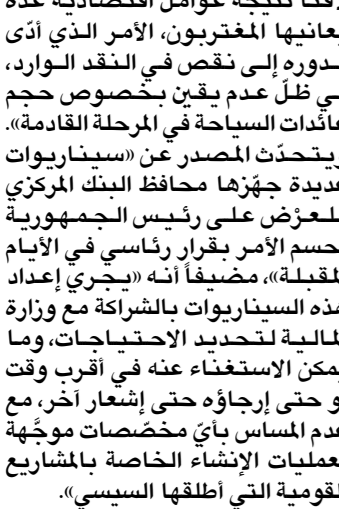 نتيجة عوامل اقتصادية عدة
يعانيها المغتربون، الأمر الذي أدّى
بدوره إلى نقص في النقد الوارد،
في ظلّ عدم يقين بخصوص حجم
عائدات السياحة في المرحلة القادمة».
ويتحدّث المصدر عن «سيناريوات
عديدة جهّزها محافظ البنك المركزي
للعرْض على رئيس الجمهورية
لحسم الأمر بقرار رئاسي في الأيام
المقبلة»، مضيفاً أنه «يجري إعداد
هذه السيناريوات بالشراكة مع وزارة
المالية لتحديد الاحتياجات، وما
يمكن الاستغناء عنه في أقرب وقت
أو حتى إرجاؤه حتى إشعار آخر، مع
عدم المساس بأيّ مخصّصات موجَّهة
لعمليات الإنشاء الخاصة بالمشاريع
القومية التي أطلقها السيسي».